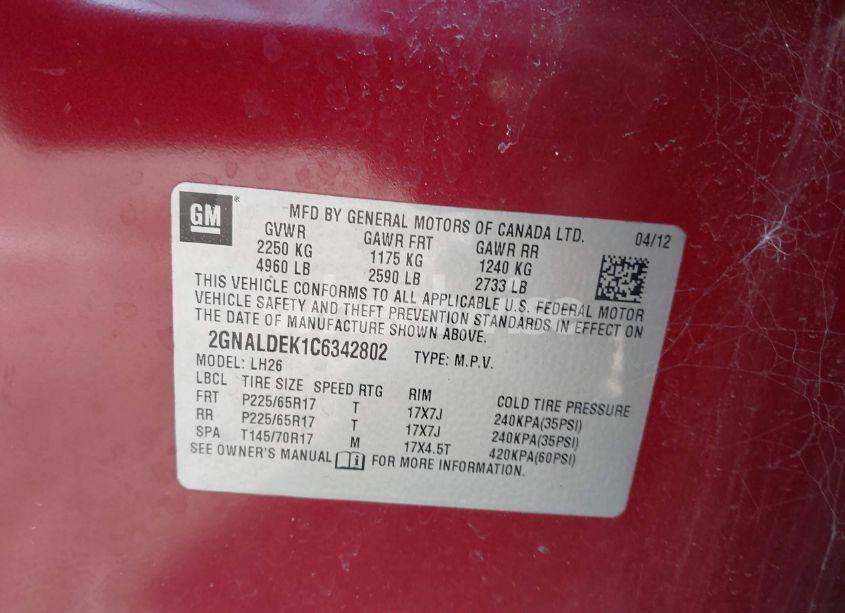 GM ®
MFD BY GENERAL MOTORS OF CANADA LTD. 04/12
GVWR GAWR FRT GAWR RR
2250 KG 1175 KG 1240 KG
4960 LB 2590 LB 2733 LB
THIS VEHICLE CONFORMS TO ALL APPLICABLE U.S. FEDERAL MOTOR
VEHICLE SAFETY AND THEFT PREVENTION STANDARDS IN EFFECT ON
THE DATE OF MANUFACTURE SHOWN ABOVE.
2GNALDEK1C6342802 TYPE: M.P.V.
MODEL: LH26
LBCL TIRE SIZE SPEED RTG RIM COLD TIRE PRESSURE
FRT P225/65R17 T 17X7J 240KPA(35PSI)
RR P225/65R17 T 17X7J 240KPA(35PSI)
SPA T145/70R17 M 17X4.5T 420KPA(60PSI)
SEE OWNER'S MANUAL FOR MORE INFORMATION.